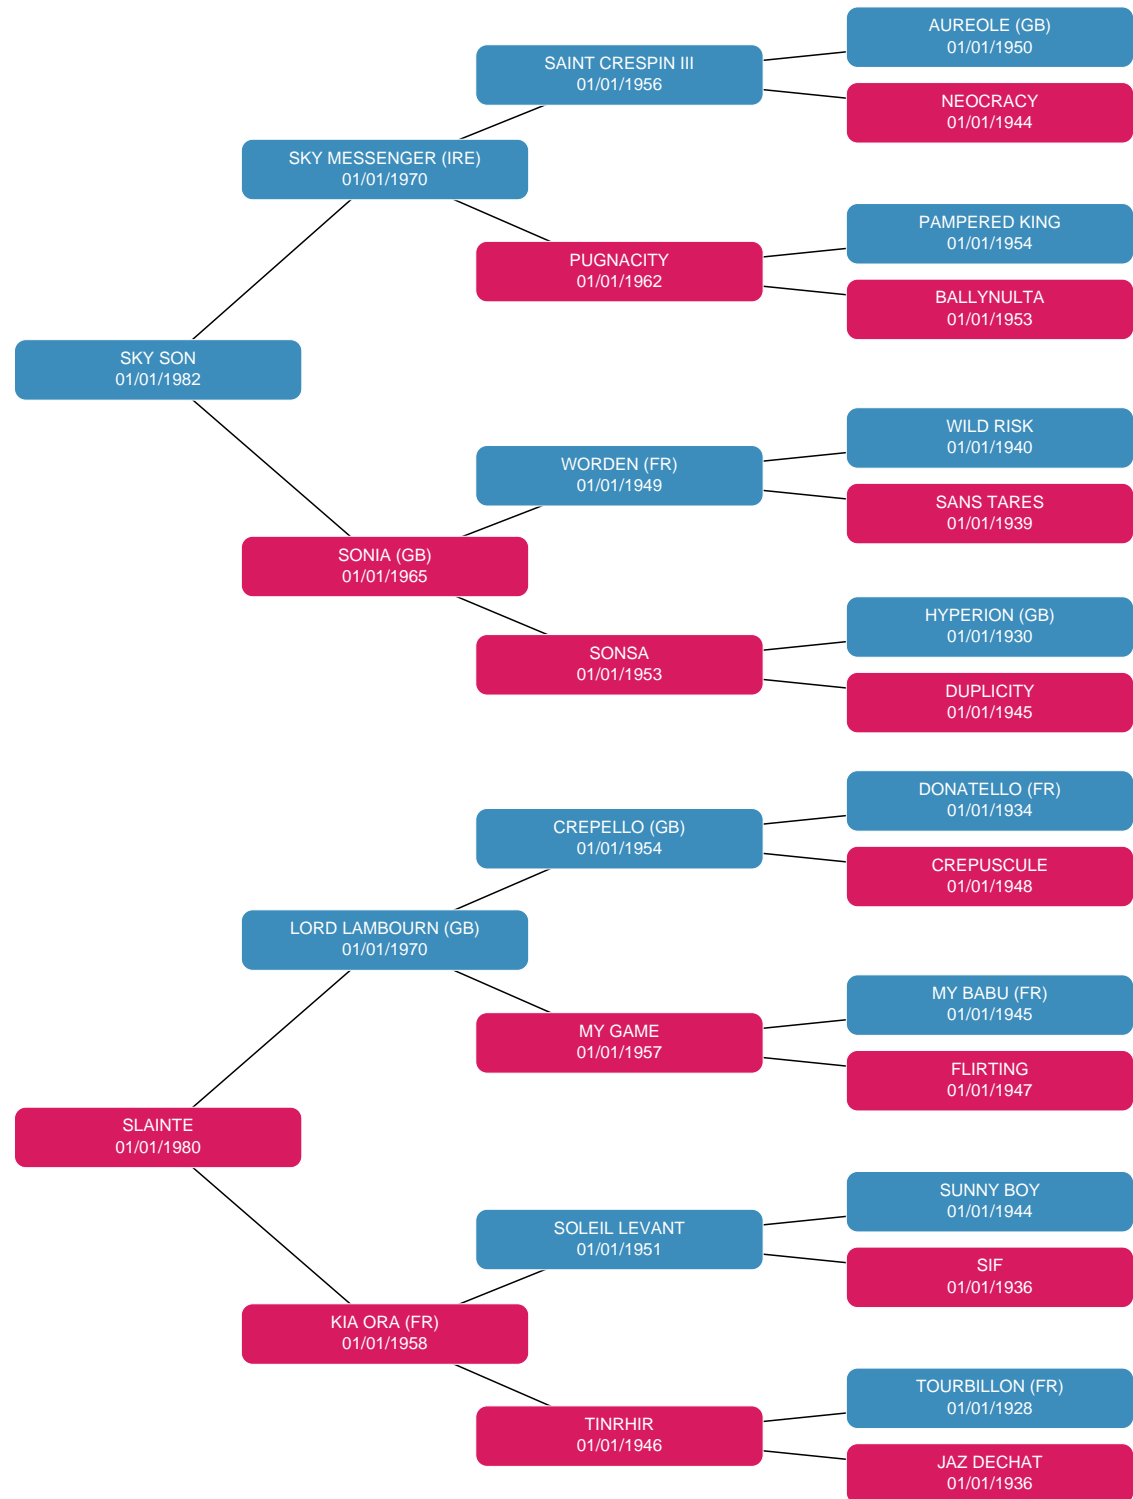 AUREOLE (GB)
01/01/1950
SAINT CRESPIN III
01/01/1956
NEOCRACY
01/01/1944
SKY MESSENGER (IRE)
01/01/1970
PAMPERED KING
01/01/1954
PUGNACITY
01/01/1962
BALLYNULTA
01/01/1953
SKY SON
01/01/1982
WILD RISK
01/01/1940
WORDEN (FR)
01/01/1949
SANS TARES
01/01/1939
SONIA (GB)
01/01/1965
HYPERION (GB)
01/01/1930
SONSA
01/01/1953
DUPLICITY
01/01/1945
DONATELLO (FR)
01/01/1934
CREPELLO (GB)
01/01/1954
CREPUSCULE
01/01/1948
LORD LAMBOURN (GB)
01/01/1970
MY BABU (FR)
01/01/1945
MY GAME
01/01/1957
FLIRTING
01/01/1947
SLAINTE
01/01/1980
SUNNY BOY
01/01/1944
SOLEIL LEVANT
01/01/1951
SIF
01/01/1936
KIA ORA (FR)
01/01/1958
TOURBILLON (FR)
01/01/1928
TINRHIR
01/01/1946
JAZ DECHAT
01/01/1936